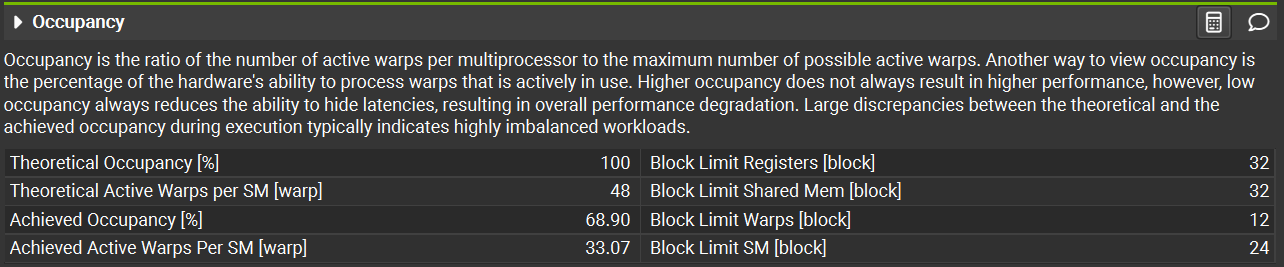 Occupancy
Occupancy is the ratio of the number of active warps per multiprocessor to the maximum number of possible active warps. Another way to view occupancy is
the percentage of the hardware's ability to process warps that is actively in use. Higher occupancy does not always result in higher performance, however, low
occupancy always reduces the ability to hide latencies, resulting in overall performance degradation. Large discrepancies between the theoretical and the
achieved occupancy during execution typically indicates highly imbalanced workloads.
Theoretical Occupancy [%] 100 Block Limit Registers [block] 32
Theoretical Active Warps per SM [warp] 48 Block Limit Shared Mem [block] 32
Achieved Occupancy [%] 68.90 Block Limit Warps [block] 12
Achieved Active Warps Per SM [warp] 33.07 Block Limit SM [block] 24